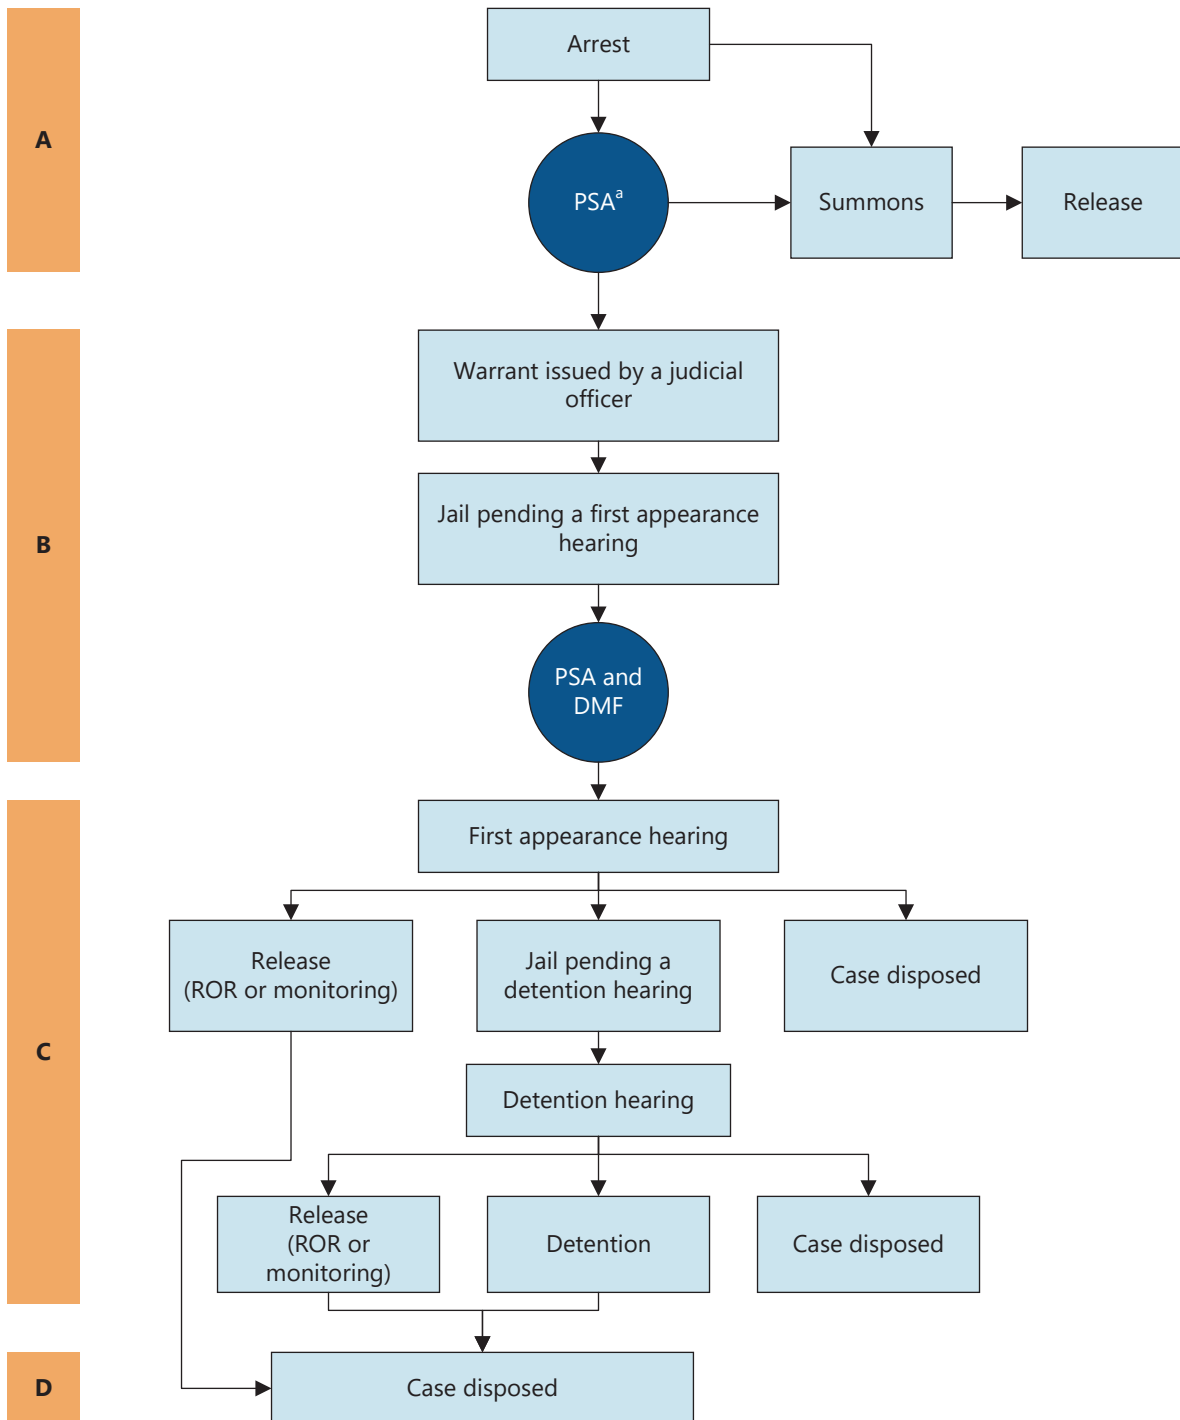 A
Arrest
PSAᵃ
Summons
Release
B
Warrant issued by a judicial
officer
Jail pending a first appearance
hearing
PSA and
DMF
C
First appearance hearing
Release
(ROR or monitoring)
Jail pending a
detention hearing
Case disposed
Detention hearing
Release
(ROR or
monitoring)
Detention
Case disposed
D
Case disposed